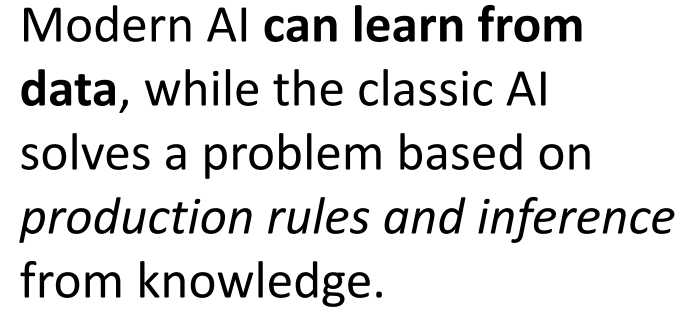 Modern AI can learn from
data, while the classic AI
solves a problem based on
production rules and inference
from knowledge.